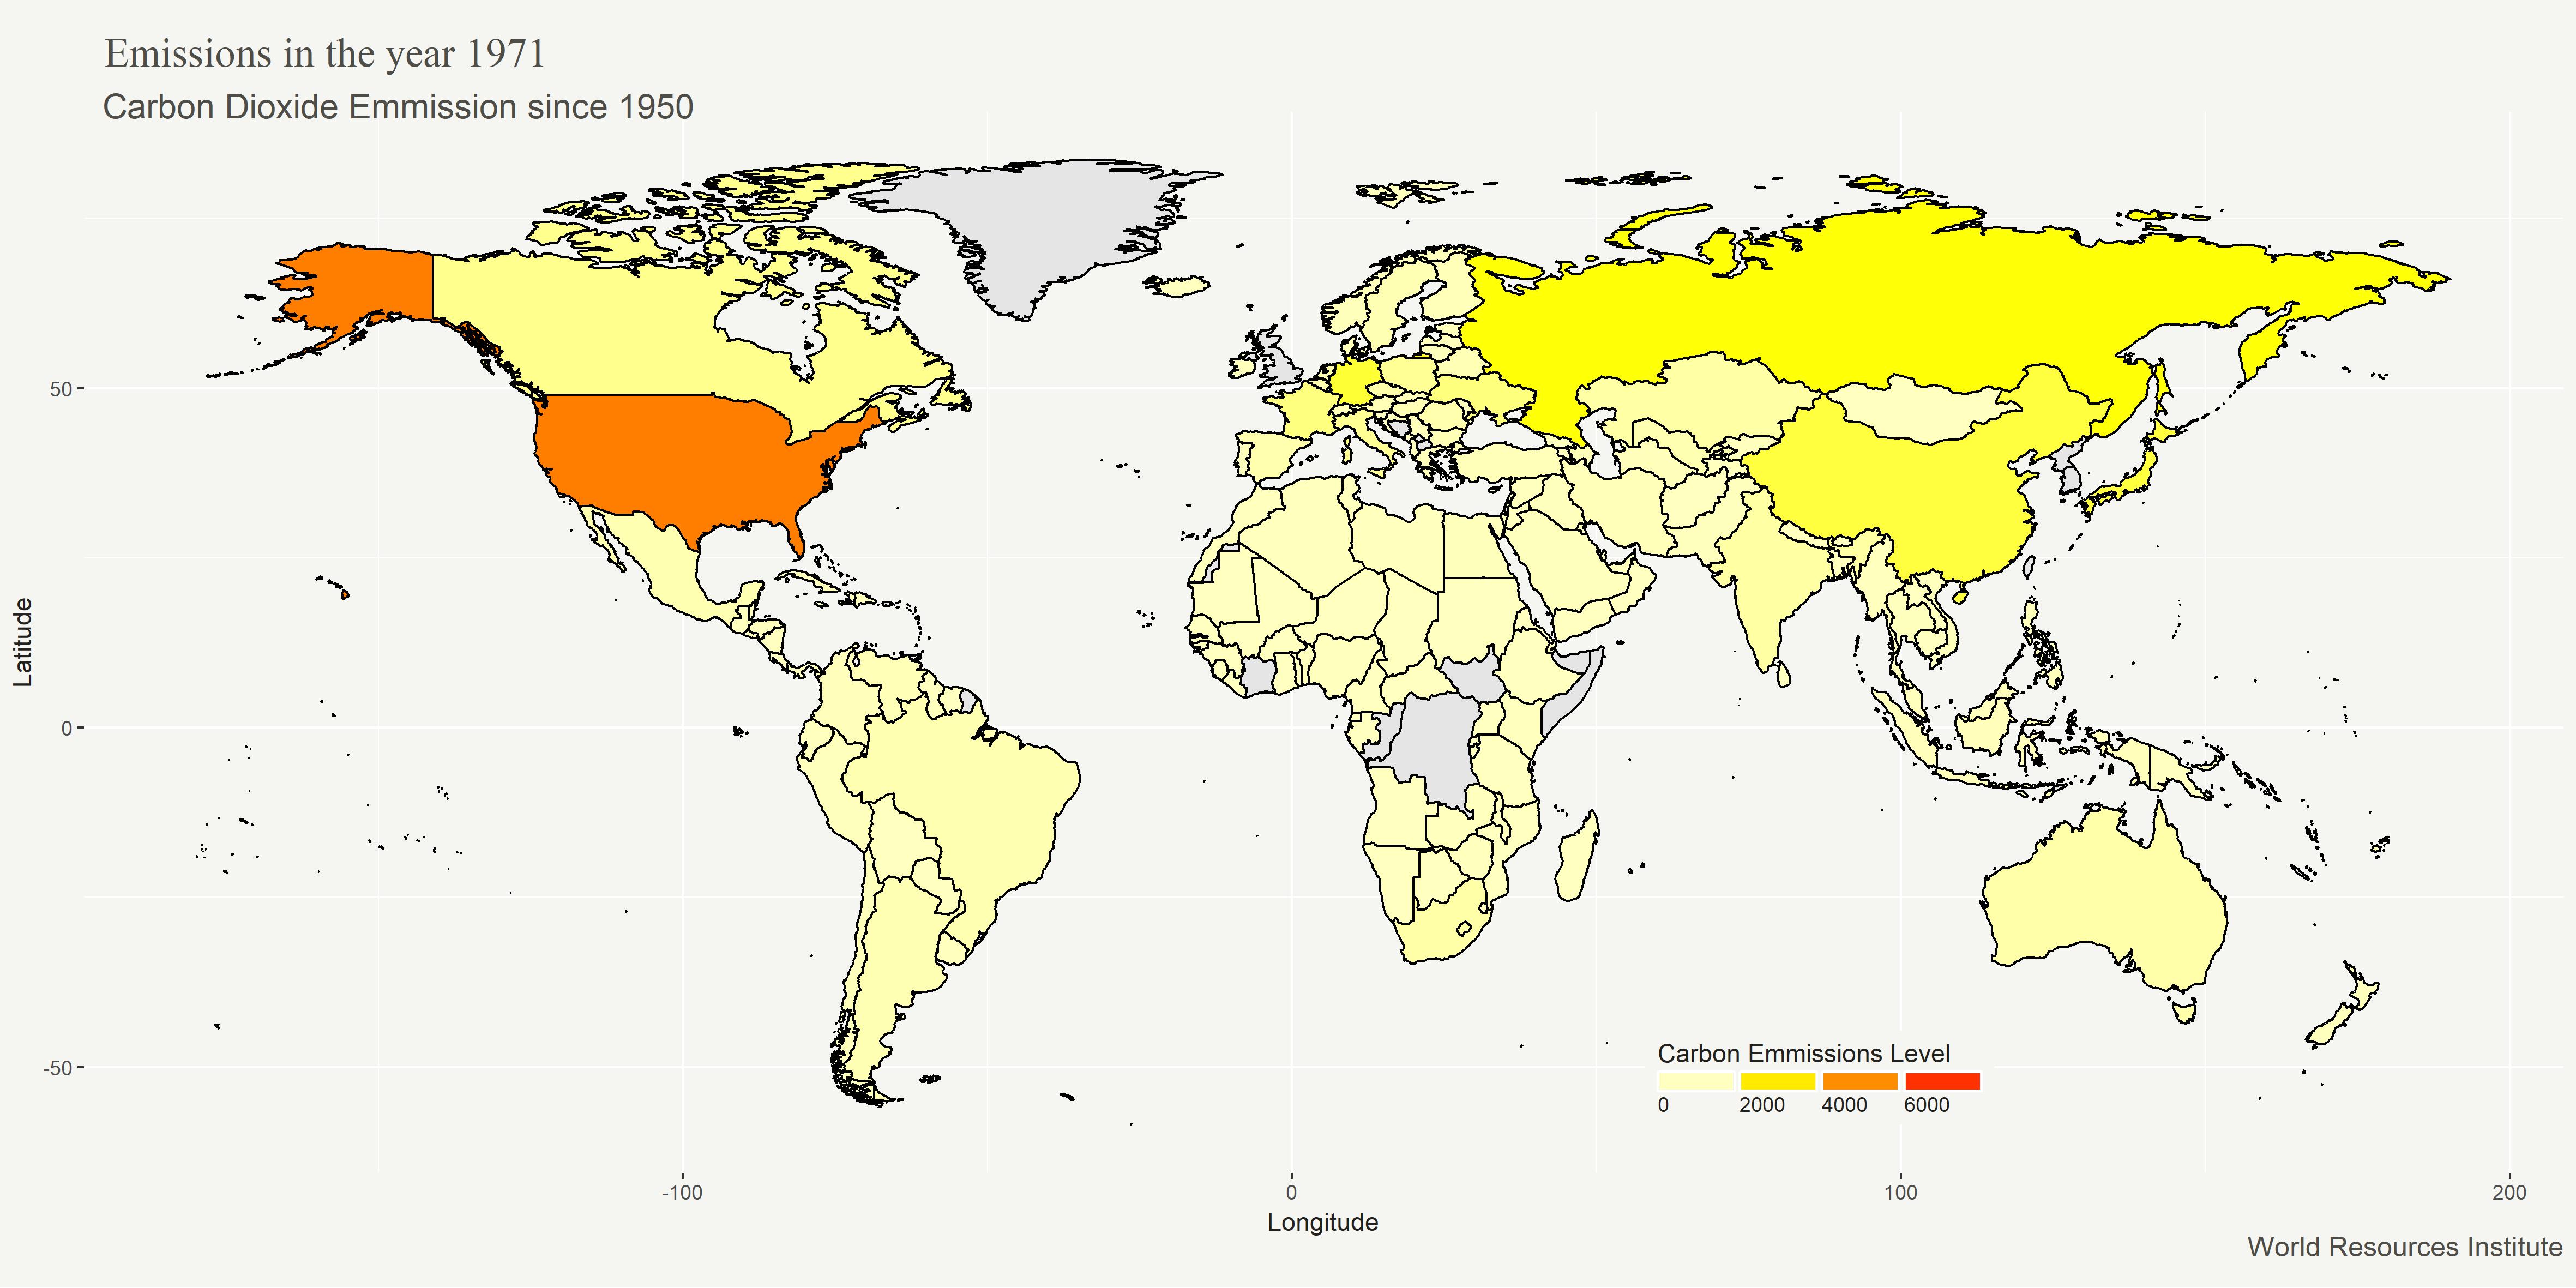 Emissions in the year 1971
Carbon Dioxide Emmission since 1950
Latitude
50
0
-50
Carbon Emmissions Level
0 2000 4000 6000
-100 0 100 200
Longitude
World Resources Institute